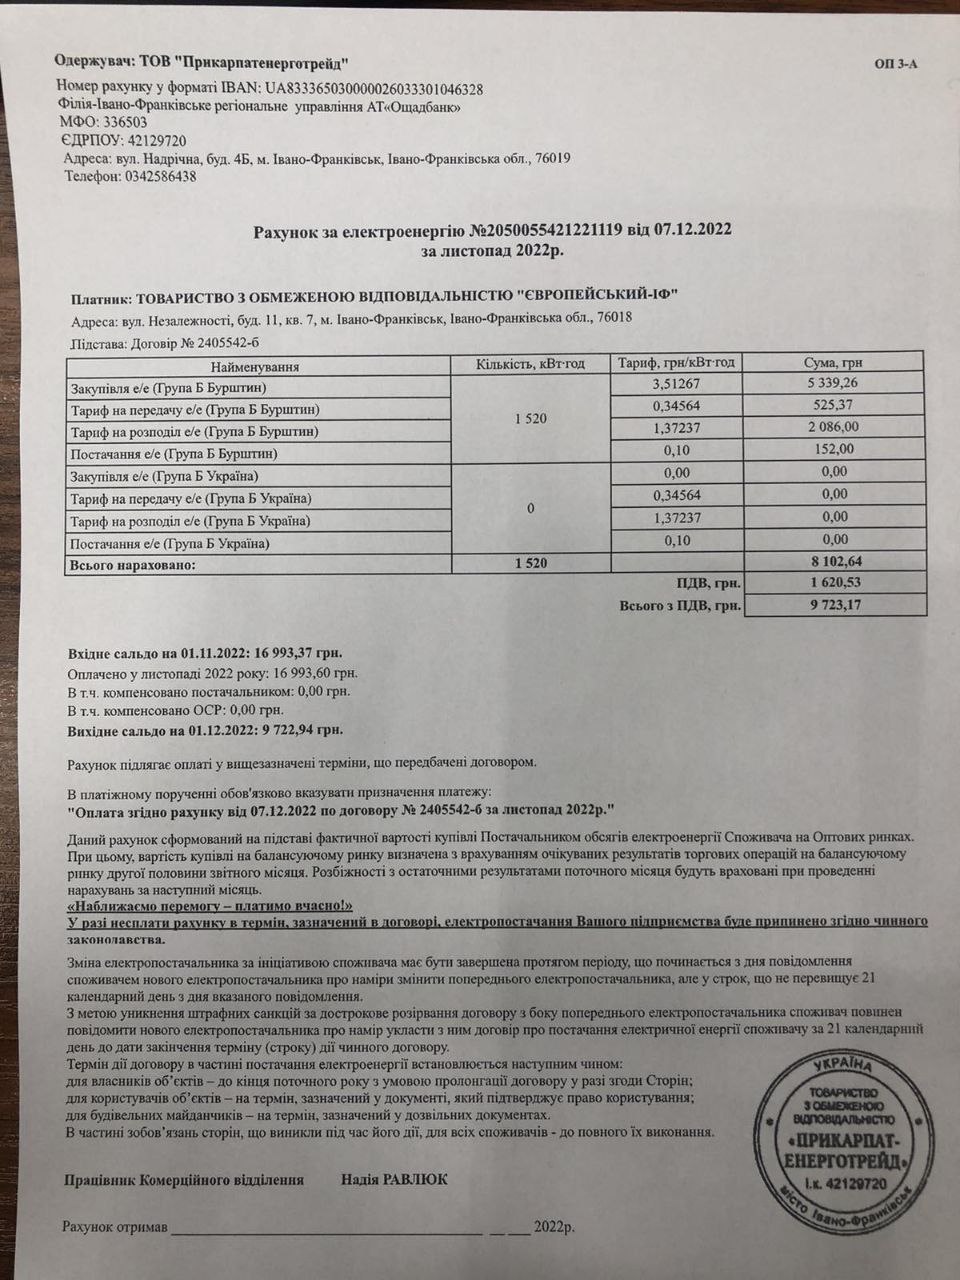 Одержувач: ТОВ "Прикарпатенерготрейд"
ОП 3-А
Номер рахунку у форматі IBAN: UA833365030000026033301046328
Філія-Івано-Франківське регіональне управління АТ«Ощадбанк»
МФО: 336503
ЄДРПОУ: 42129720
Адреса: вул. Надрічна, буд. 4Б, м. Івано-Франківськ, Івано-Франківська обл., 76019
Телефон: 0342586438
Рахунок за електроенергію №2050055421221119 від 07.12.2022
за листопад 2022р.
Платник: ТОВАРИСТВО З ОБМЕЖЕНОЮ ВІДПОВІДАЛЬНІСТЮ "ЄВРОПЕЙСЬКИЙ-ІФ"
Адреса: вул. Незалежності, буд. 11, кв. 7, м. Івано-Франківськ, Івано-Франківська обл., 76018
Підстава: Договір № 2405542-б
Найменування Кількість, кВт·год Тариф, грн/кВт·год Сума, грн
Закупівля е/е (Група Б Бурштин) 3,51267 5 339,26
Тариф на передачу е/е (Група Б Бурштин) 0,34564 525,37
1 520
Тариф на розподіл е/е (Група Б Бурштин) 1,37237 2 086,00
Постачання е/е (Група Б Бурштин) 0,10 152,00
Закупівля е/е (Група Б Україна) 0,00 0,00
Тариф на передачу е/е (Група Б Україна) 0,34564 0,00
0
Тариф на розподіл е/е (Група Б Україна) 1,37237 0,00
Постачання е/е (Група Б Україна) 0,10 0,00
Всього нараховано: 1 520 8 102,64
ПДВ, грн. 1 620,53
Всього з ПДВ, грн. 9 723,17
Вхідне сальдо на 01.11.2022: 16 993,37 грн.
Оплачено у листопаді 2022 року: 16 993,60 грн.
В т.ч. компенсовано постачальником: 0,00 грн.
В т.ч. компенсовано ОСР: 0,00 грн.
Вихідне сальдо на 01.12.2022: 9 722,94 грн.
Рахунок підлягає оплаті у вищезазначені терміни, що передбачені договором.
В платіжному порученні обов'язково вказувати призначення платежу:
"Оплата згідно рахунку від 07.12.2022 по договору № 2405542-б за листопад 2022р."
Даний рахунок сформований на підставі фактичної вартості купівлі Постачальником обсягів електроенергії Споживача на Оптових ринках.
При цьому, вартість купівлі на балансуючому ринку визначена з врахуванням очікуваних результатів торгових операцій на балансуючому
ринку другої половини звітного місяця. Розбіжності з остаточними результатами поточного місяця будуть враховані при проведенні
нарахувань за наступний місяць.
«Наближаємо перемогу – платимо вчасно!»
У разі несплати рахунку в термін, зазначений в договорі, електропостачання Вашого підприємства буде припинено згідно чинного
законодавства.
Зміна електропостачальника за ініціативою споживача має бути завершена протягом періоду, що починається з дня повідомлення
споживачем нового електропостачальника про наміри змінити попереднього електропостачальника, але у строк, що не перевищує 21
календарний день з дня вказаного повідомлення.
З метою уникнення штрафних санкцій за дострокове розірвання договору з боку попереднього електропостачальника споживач повинен
повідомити нового електропостачальника про намір укласти з ним договір про постачання електричної енергії споживачу за 21 календарний
день до дати закінчення терміну (строку) дії чинного договору.
Термін дії договору в частині постачання електроенергії встановлюється наступним чином:
для власників об’єктів – до кінця поточного року з умовою пролонгації договору у разі згоди Сторін;
для користувачів об’єктів – на термін, зазначений у документі, який підтверджує право користування;
для будівельних майданчиків – на термін, зазначений у дозвільних документах.
В частині зобов’язань сторін, що виникли під час його дії, для всіх споживачів - до повного їх виконання.
Працівник Комерційного відділення Надія РАВЛЮК
Рахунок отримав ____________________ __ ____ 2022р.
УКРАЇНА
ТОВАРИСТВО
З ОБМЕЖЕНОЮ
ВІДПОВІДАЛЬНІСТЮ
«ПРИКАРПАТ-
ЕНЕРГОТРЕЙД»
І.к. 42129720
місто Івано-Франківськ